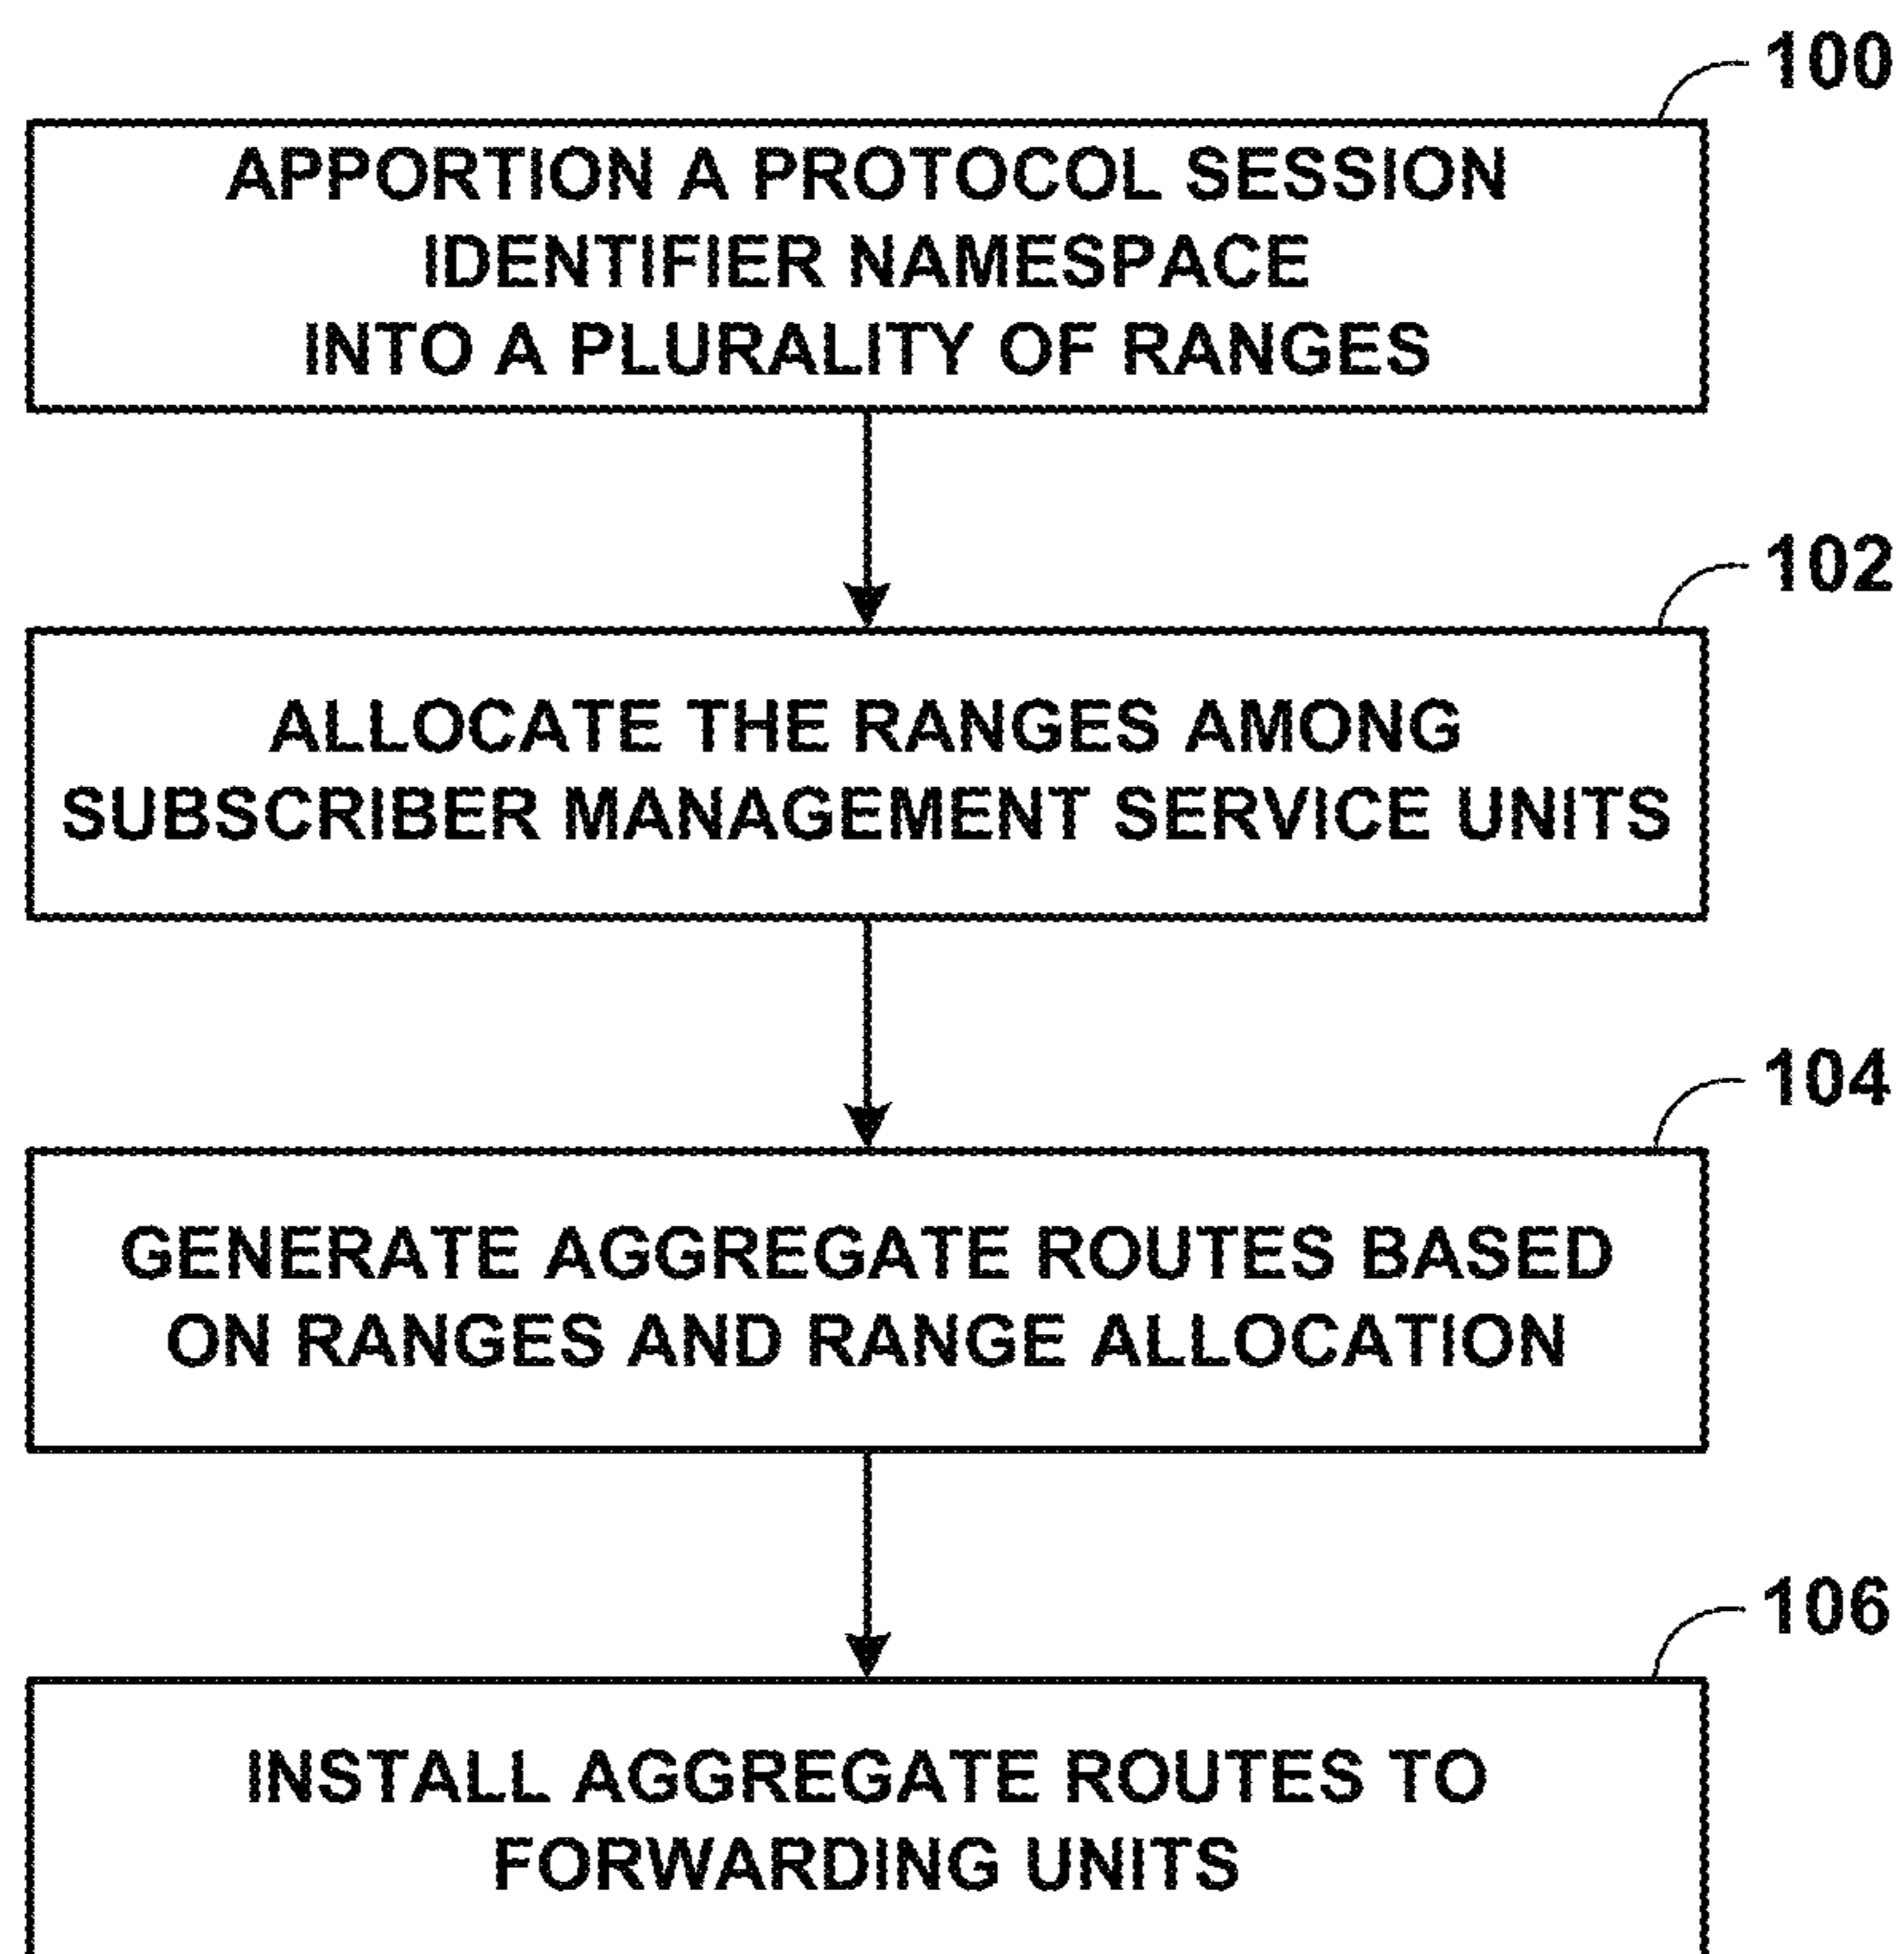 100
APPORTION A PROTOCOL SESSION
IDENTIFIER NAMESPACE
INTO A PLURALITY OF RANGES
102
ALLOCATE THE RANGES AMONG
SUBSCRIBER MANAGEMENT SERVICE UNITS
104
GENERATE AGGREGATE ROUTES BASED
ON RANGES AND RANGE ALLOCATION
106
INSTALL AGGREGATE ROUTES TO
FORWARDING UNITS